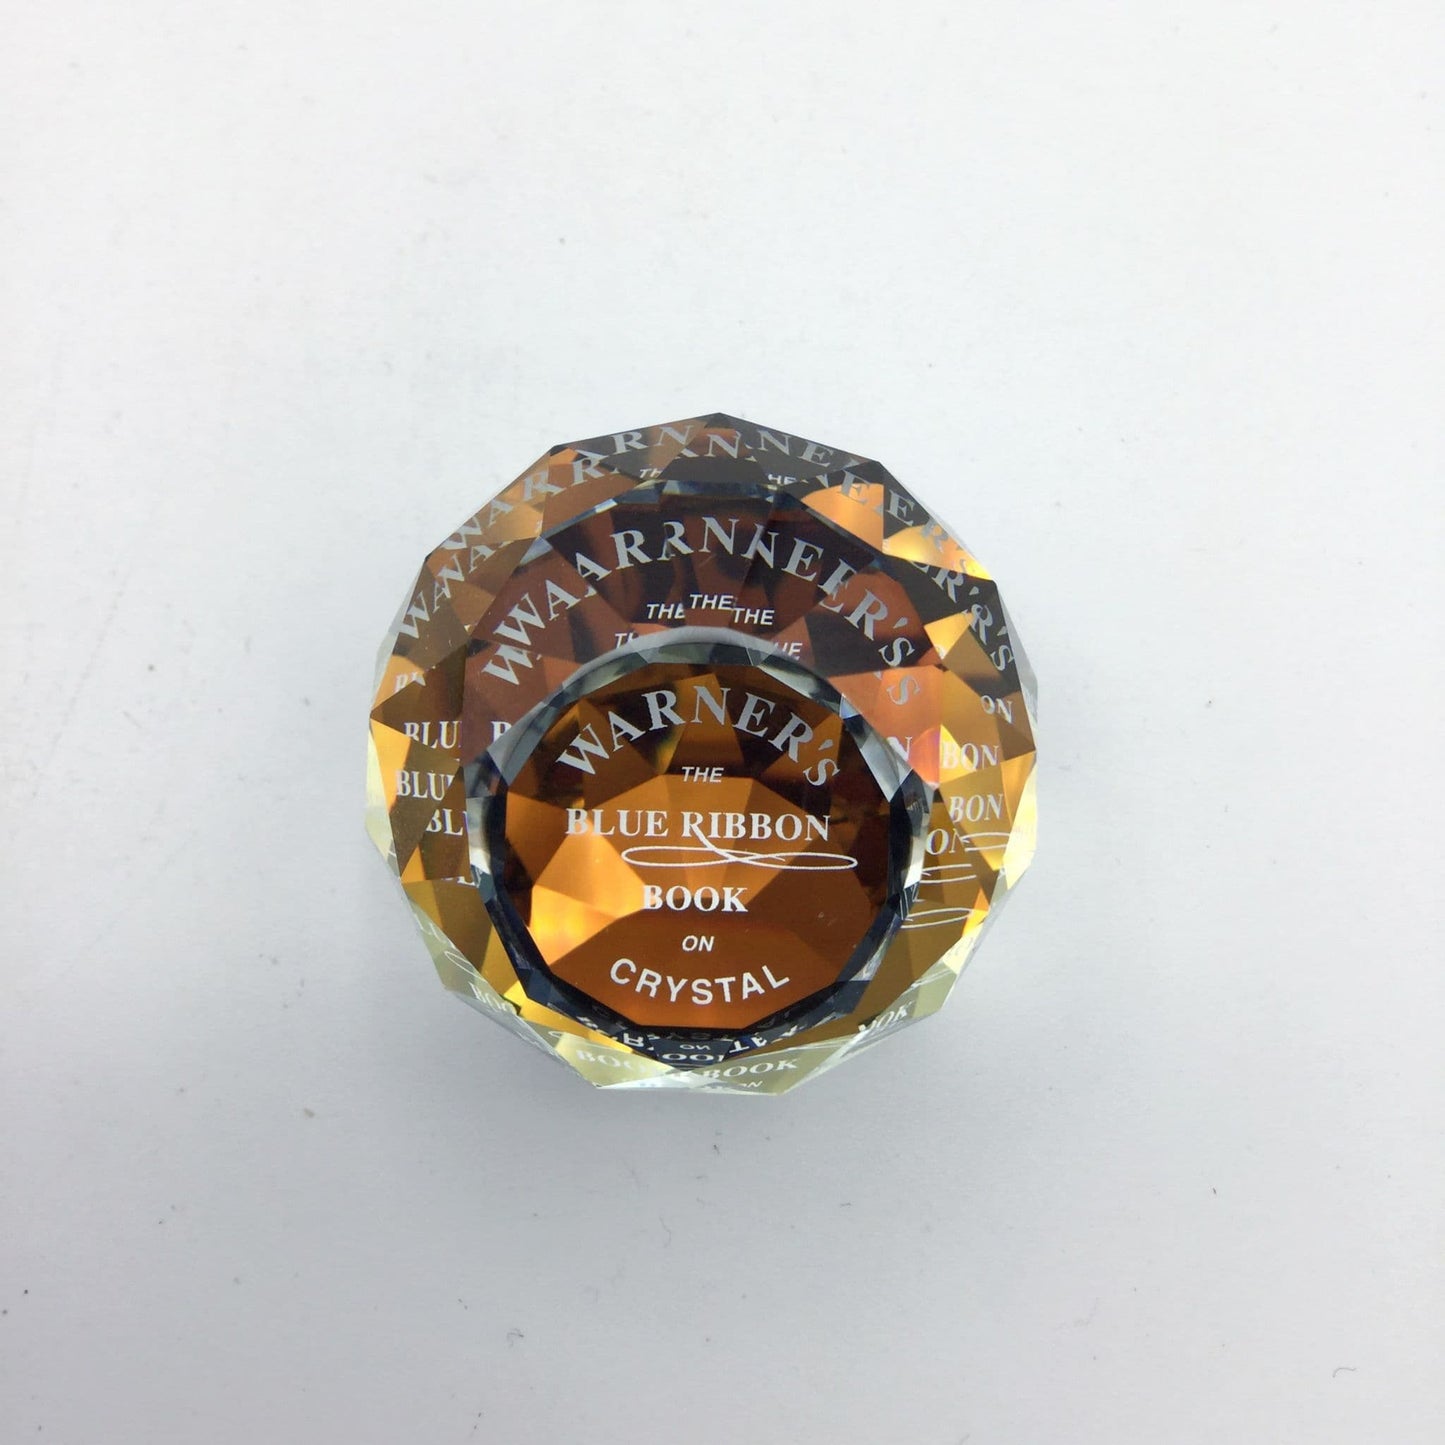 WARNER'S
THE
BLUE RIBBON
BOOK
ON
CRYSTAL